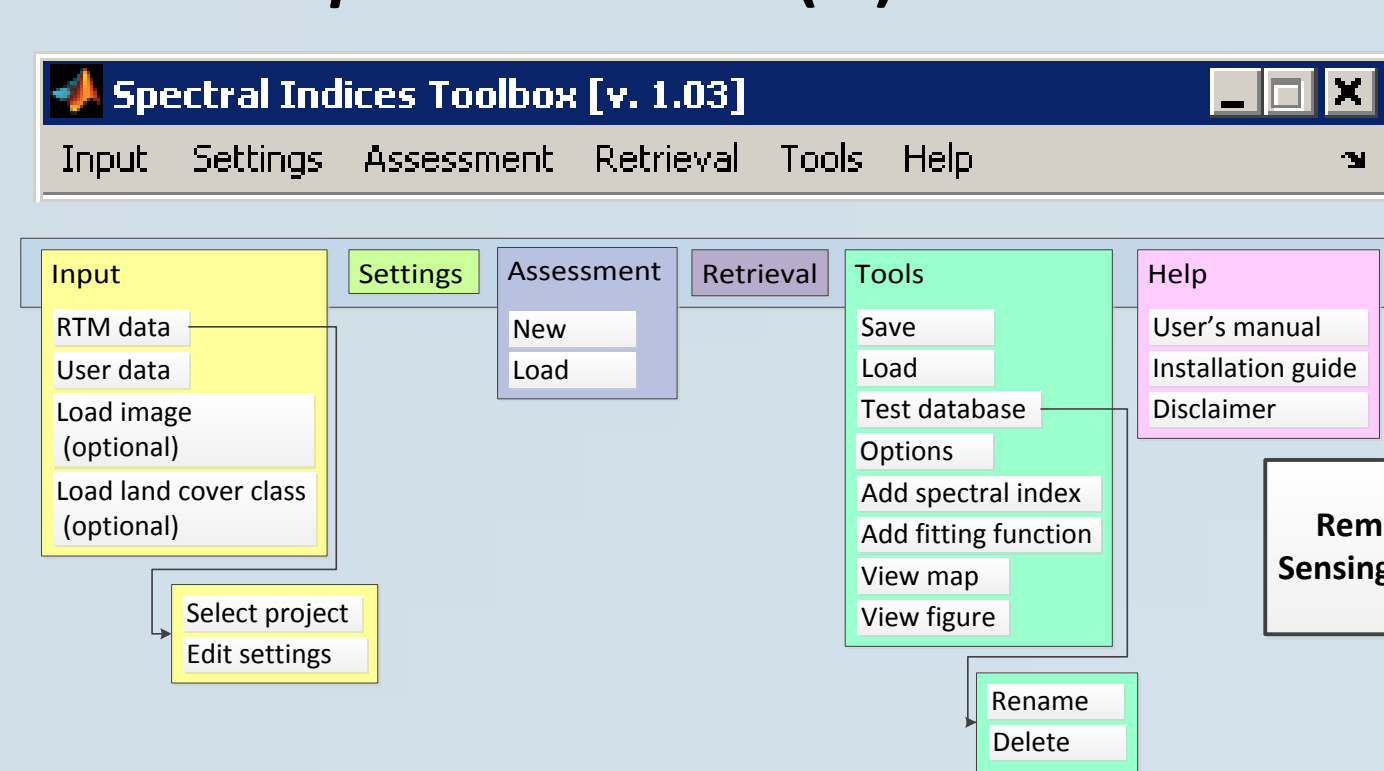 Spectral Indices Toolbox [v. 1.03]
Input Settings Assessment Retrieval Tools Help
Input
RTM data
User data
Load image
(optional)
Load land cover class
(optional)
Select project
Edit settings
Settings
Assessment
New
Load
Retrieval
Tools
Save
Load
Test database
Options
Add spectral index
Add fitting function
View map
View figure
Rename
Delete
Help
User's manual
Installation guide
Disclaimer
Sensing